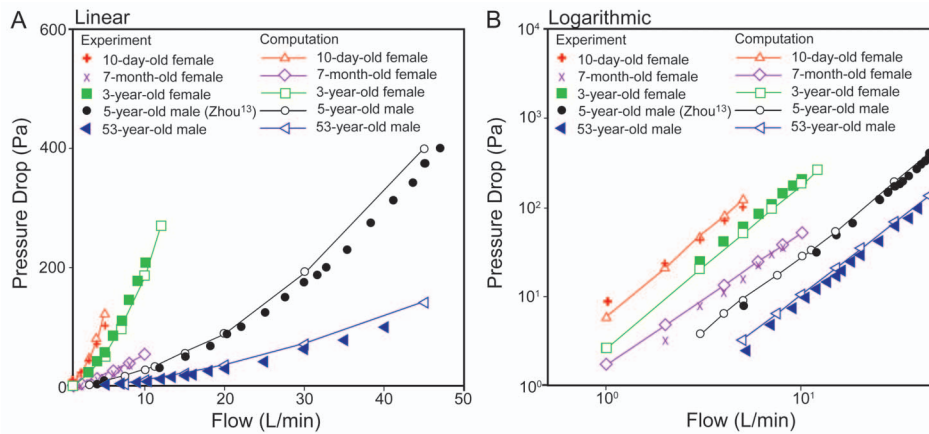 A Linear
600
400
200
0
Pressure Drop (Pa)
Experiment
10-day-old female
7-month-old female
3-year-old female
5-year-old male (Zhou¹³)
53-year-old male
Computation
10-day-old female
7-month-old female
3-year-old female
5-year-old male
53-year-old male
10 20 30 40 50
Flow (L/min)
B Logarithmic
10⁴
10³
10²
10¹
10⁰
Pressure Drop (Pa)
Experiment
10-day-old female
7-month-old female
3-year-old female
5-year-old male (Zhou¹³)
53-year-old male
Computation
10-day-old female
7-month-old female
3-year-old female
5-year-old male
53-year-old male
10⁰ 10¹
Flow (L/min)